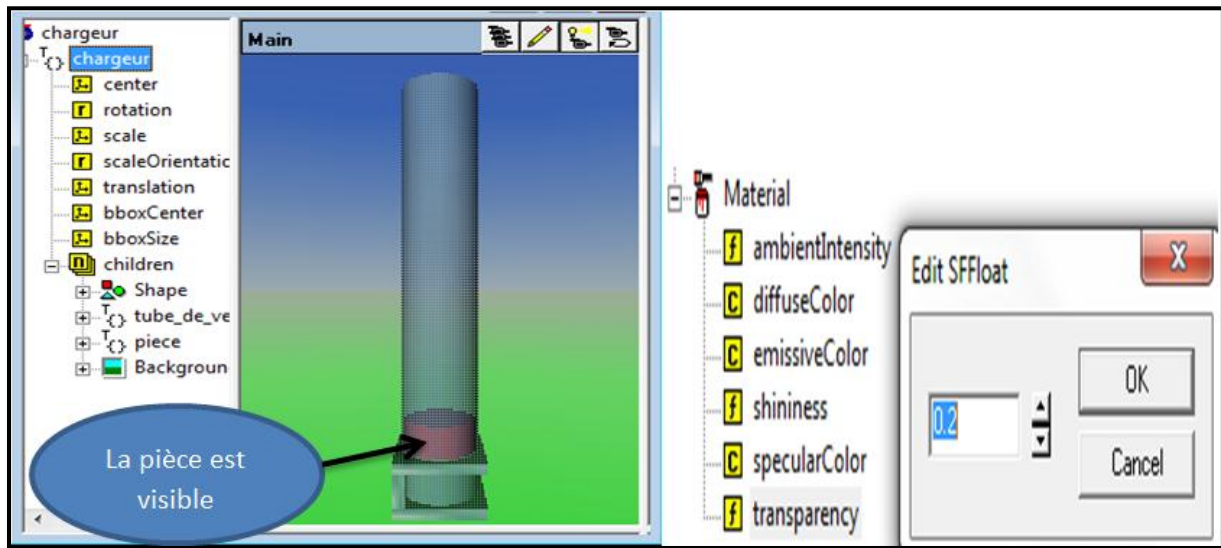 chargeur
chargeur
center
rotation
scale
scaleOrientatic
translation
bboxCenter
bboxSize
children
Shape
tube_de_ve
piece
Backgroun
Main
La pièce est
visible
Material
ambientIntensity
diffuseColor
emissiveColor
shininess
specularColor
transparency
Edit SFFloat
X
0.2
OK
Cancel